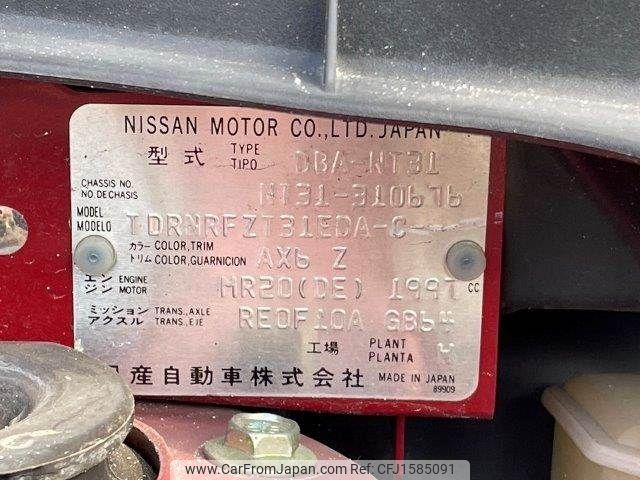 NISSAN MOTOR CO.,LTD.JAPAN
型式 TYPE TIPO DBA-NT31
CHASSIS NO. NO.DE CHASIS NT31-310676
MODEL MODELO TDRNRFZT31EDA-C-
カラー COLOR,TRIM
トリム COLOR,GUARNICION AX6 Z
エンジン ENGINE MOTOR MR20(DE) 1997 CC
ミッション TRANS.,AXLE
アクスル TRANS.,EJE RE0F10A GB64
工場 PLANT PLANTA
日産自動車株式会社 MADE IN JAPAN
89909
www.CarFromJapan.com Ref:CFJ1585091